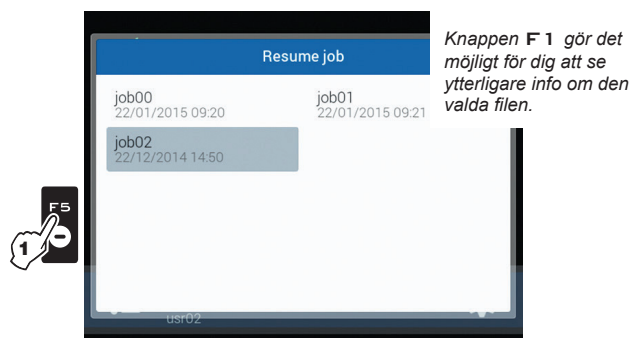 Resume job
Knappen F1 gör det
möjligt för dig att se
ytterligare info om den
valda filen.
job00
22/01/2015 09:20
job01
22/01/2015 09:21
job02
22/12/2014 14:50
F5
1
usr02